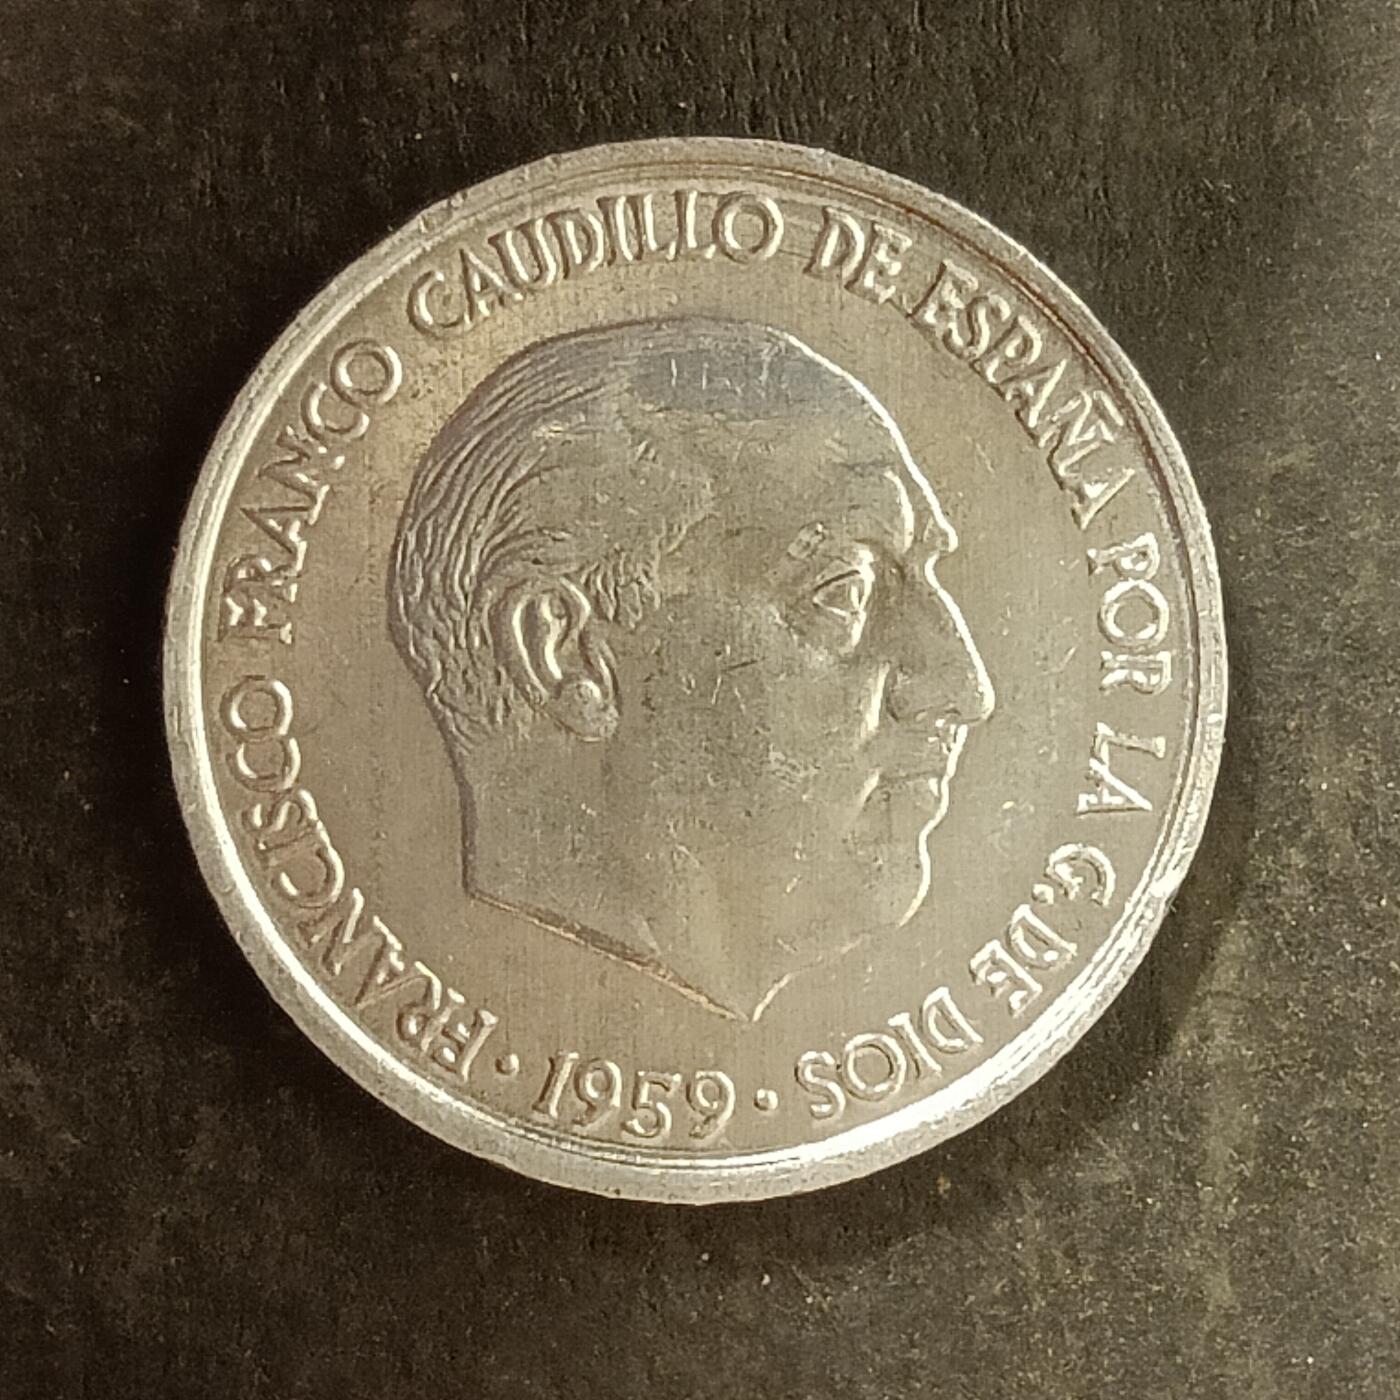 FRANCISCO FRANCO CAUDILLO DE ESPAÑA POR LA G. DE DIOS
· 1959 ·